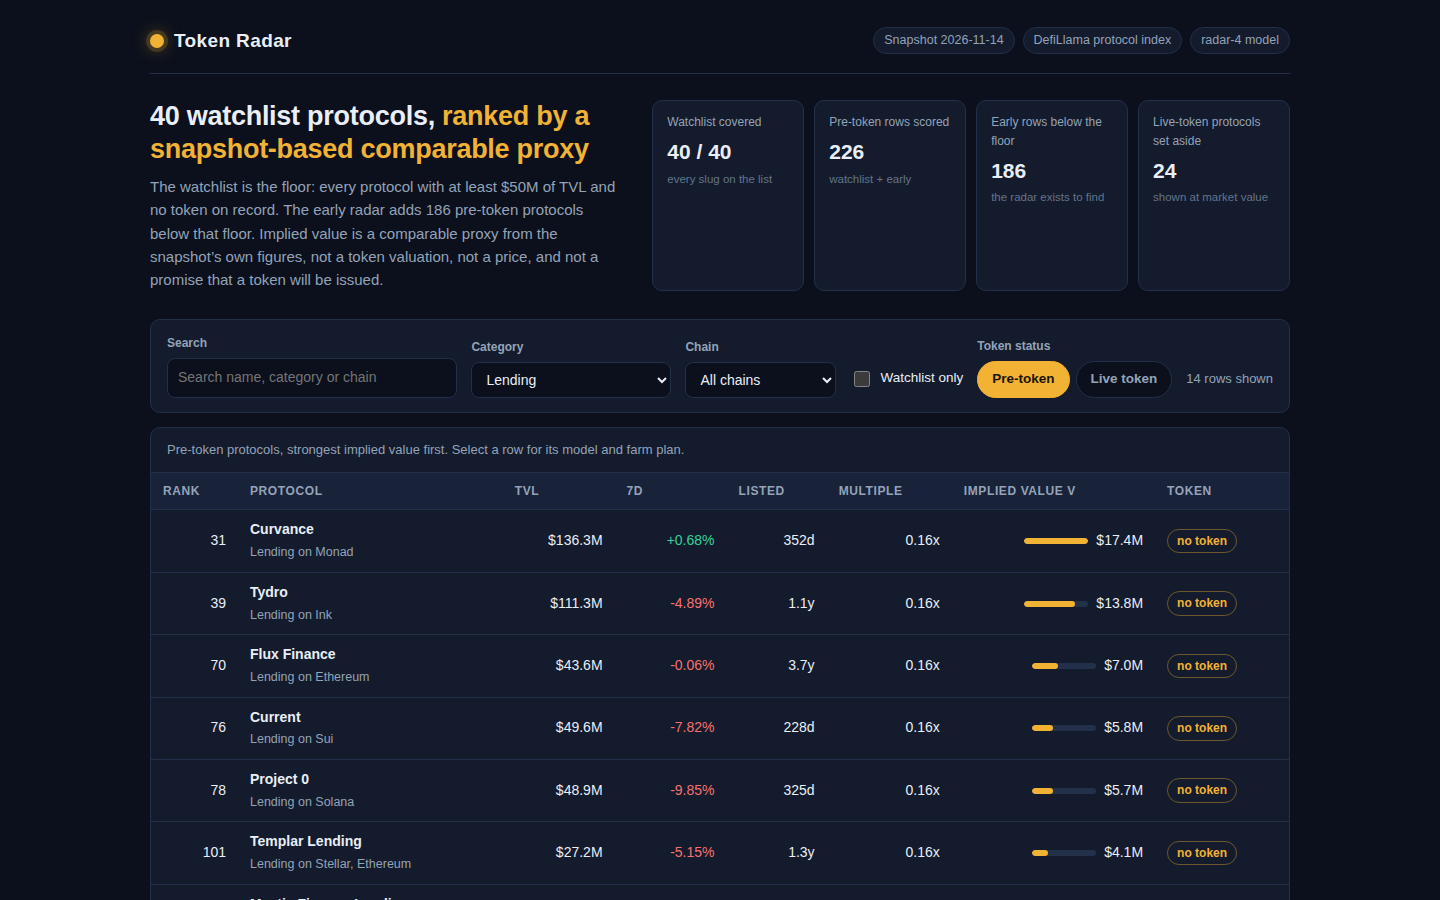 Token Radar
Snapshot 2026-11-14
DefiLlama protocol index
radar-4 model
40 watchlist protocols, ranked by a
snapshot-based comparable proxy
The watchlist is the floor: every protocol with at least $50M of TVL and
no token on record. The early radar adds 186 pre-token protocols
below that floor. Implied value is a comparable proxy from the
snapshot’s own figures, not a token valuation, not a price, and not a
promise that a token will be issued.
Watchlist covered
40 / 40
every slug on the list
Pre-token rows scored
226
watchlist + early
Early rows below the
floor
186
the radar exists to find
Live-token protocols
set aside
24
shown at market value
Search
Search name, category or chain
Category
Lending
Chain
All chains
Watchlist only
Token status
Pre-token
Live token
14 rows shown
Pre-token protocols, strongest implied value first. Select a row for its model and farm plan.
RANK PROTOCOL TVL 7D LISTED MULTIPLE IMPLIED VALUE V TOKEN
31 Curvance $136.3M +0.68% 352d 0.16x $17.4M no token
Lending on Monad
39 Tydro $111.3M -4.89% 1.1y 0.16x $13.8M no token
Lending on Ink
70 Flux Finance $43.6M -0.06% 3.7y 0.16x $7.0M no token
Lending on Ethereum
76 Current $49.6M -7.82% 228d 0.16x $5.8M no token
Lending on Sui
78 Project 0 $48.9M -9.85% 325d 0.16x $5.7M no token
Lending on Solana
101 Templar Lending $27.2M -5.15% 1.3y 0.16x $4.1M no token
Lending on Stellar, Ethereum